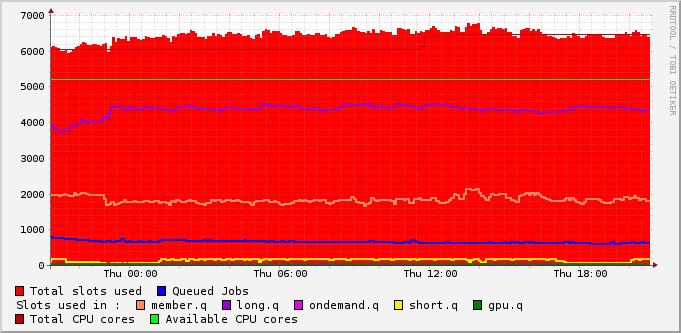 7000
6000
5000
4000
3000
2000
1000
0
Thu 00:00 Thu 06:00 Thu 12:00 Thu 18:00
RRDTOOL / TOBI OETIKER
Total slots used Queued Jobs
Slots used in : member.q long.q ondemand.q short.q gpu.q
Total CPU cores Available CPU cores